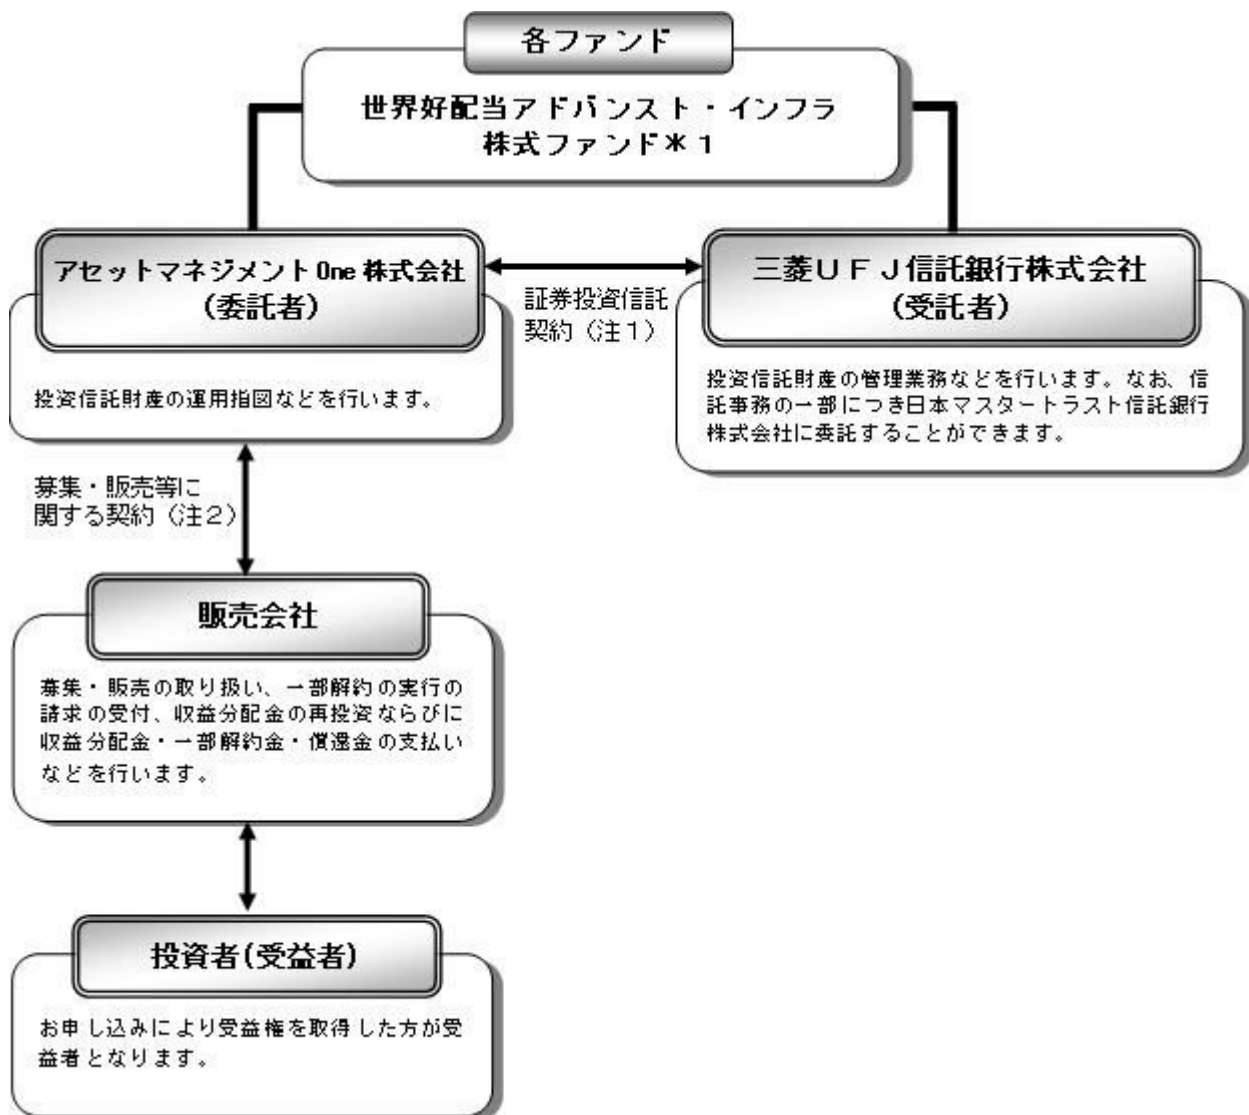 各ファンド
世界好配当アドバンスト・インフラ
株式ファンド＊１
アセットマネジメントOne 株式会社
(委託者)
証券投資信託
契約（注１）
三菱ＵＦＪ信託銀行株式会社
(受託者)
投資信託財産の運用指図などを行います。
投資信託財産の管理業務などを行います。なお、信
託事務の一部につき日本マスタートラスト信託銀行
株式会社に委託することができます。
募集・販売等に
関する契約（注２）
販売会社
募集・販売の取り扱い、一部解約の実行の
請求の受付、収益分配金の再投資ならびに
収益分配金・一部解約金・償還金の支払い
などを行います。
投資者(受益者)
お申し込みにより受益権を取得した方が受
益者となります。